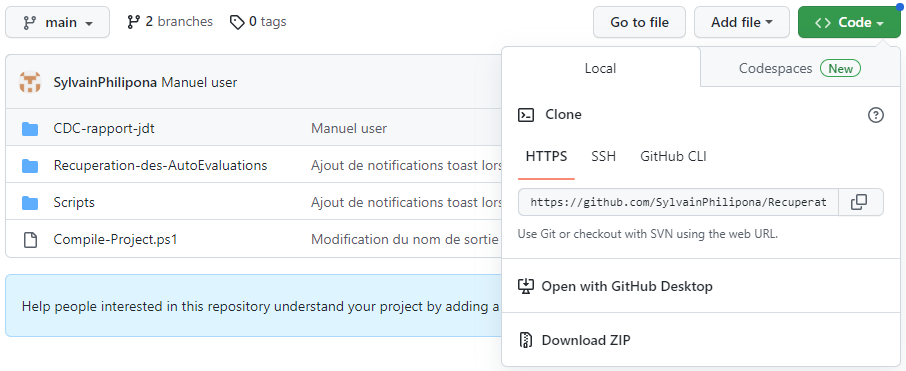 main 2 branches 0 tags Go to file Add file Code
SylvainPhilipona Manuel user
CDC-rapport-jdt Manuel user
Recuperation-des-AutoEvaluations Ajout de notifications toast lors
Scripts Ajout de notifications toast lors
Compile-Project.ps1 Modification du nom de sortie
Help people interested in this repository understand your project by adding a
Local Codespaces New
Clone
HTTPS SSH GitHub CLI
https://github.com/SylvainPhilipona/Recuperat
Use Git or checkout with SVN using the web URL.
Open with GitHub Desktop
Download ZIP